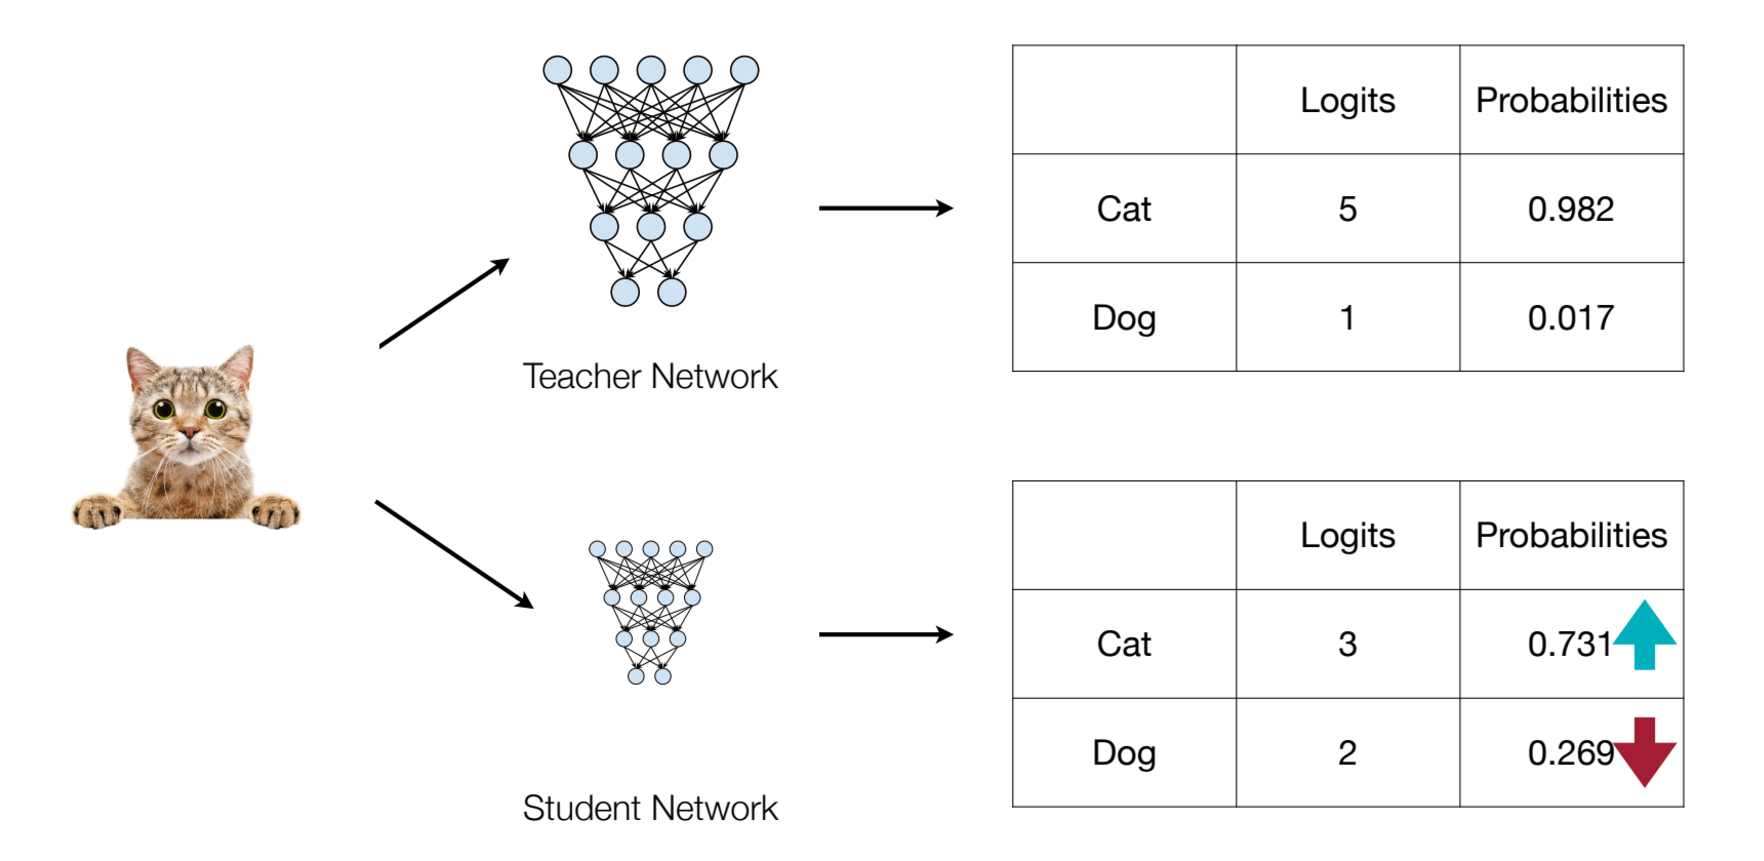 Logits Probabilities
Cat 5 0.982
Dog 1 0.017
Teacher Network
Logits Probabilities
Cat 3 0.731
Dog 2 0.269
Student Network